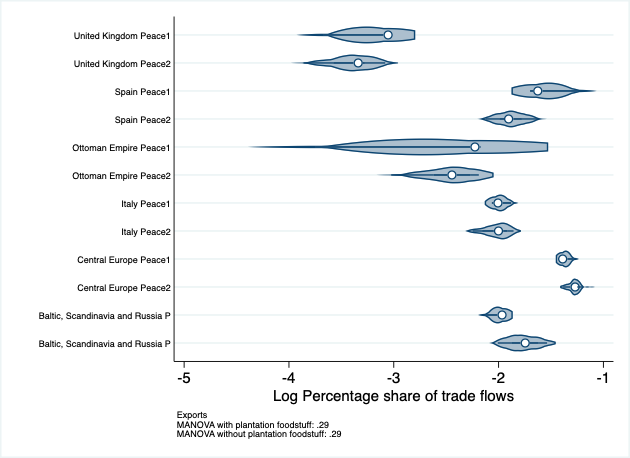 United Kingdom Peace1
United Kingdom Peace2
Spain Peace1
Spain Peace2
Ottoman Empire Peace1
Ottoman Empire Peace2
Italy Peace1
Italy Peace2
Central Europe Peace1
Central Europe Peace2
Baltic, Scandinavia and Russia P
Baltic, Scandinavia and Russia P
-5 -4 -3 -2 -1
Log Percentage share of trade flows
Exports
MANOVA with plantation foodstuff: .29
MANOVA without plantation foodstuff: .29